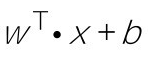 w^T • x + b